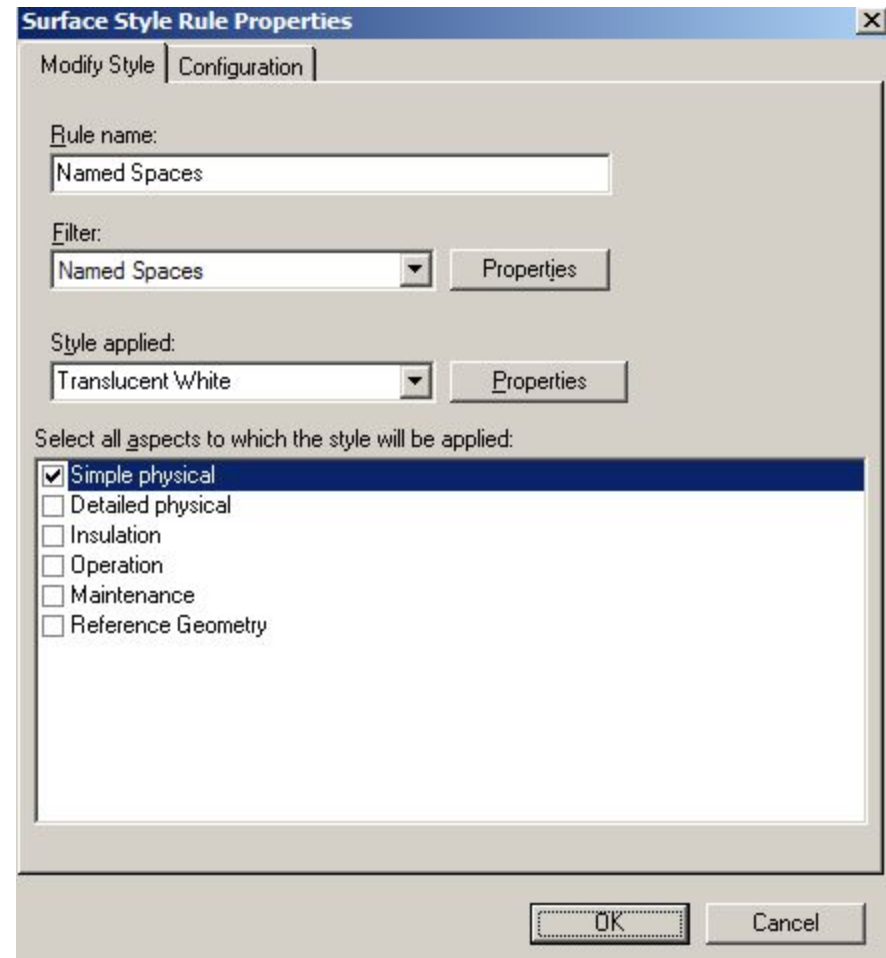 Surface Style Rule Properties
Modify Style Configuration
Rule name:
Named Spaces
Filter:
Named Spaces Properties
Style applied:
Translucent White Properties
Select all aspects to which the style will be applied:
Simple physical
Detailed physical
Insulation
Operation
Maintenance
Reference Geometry
OK Cancel